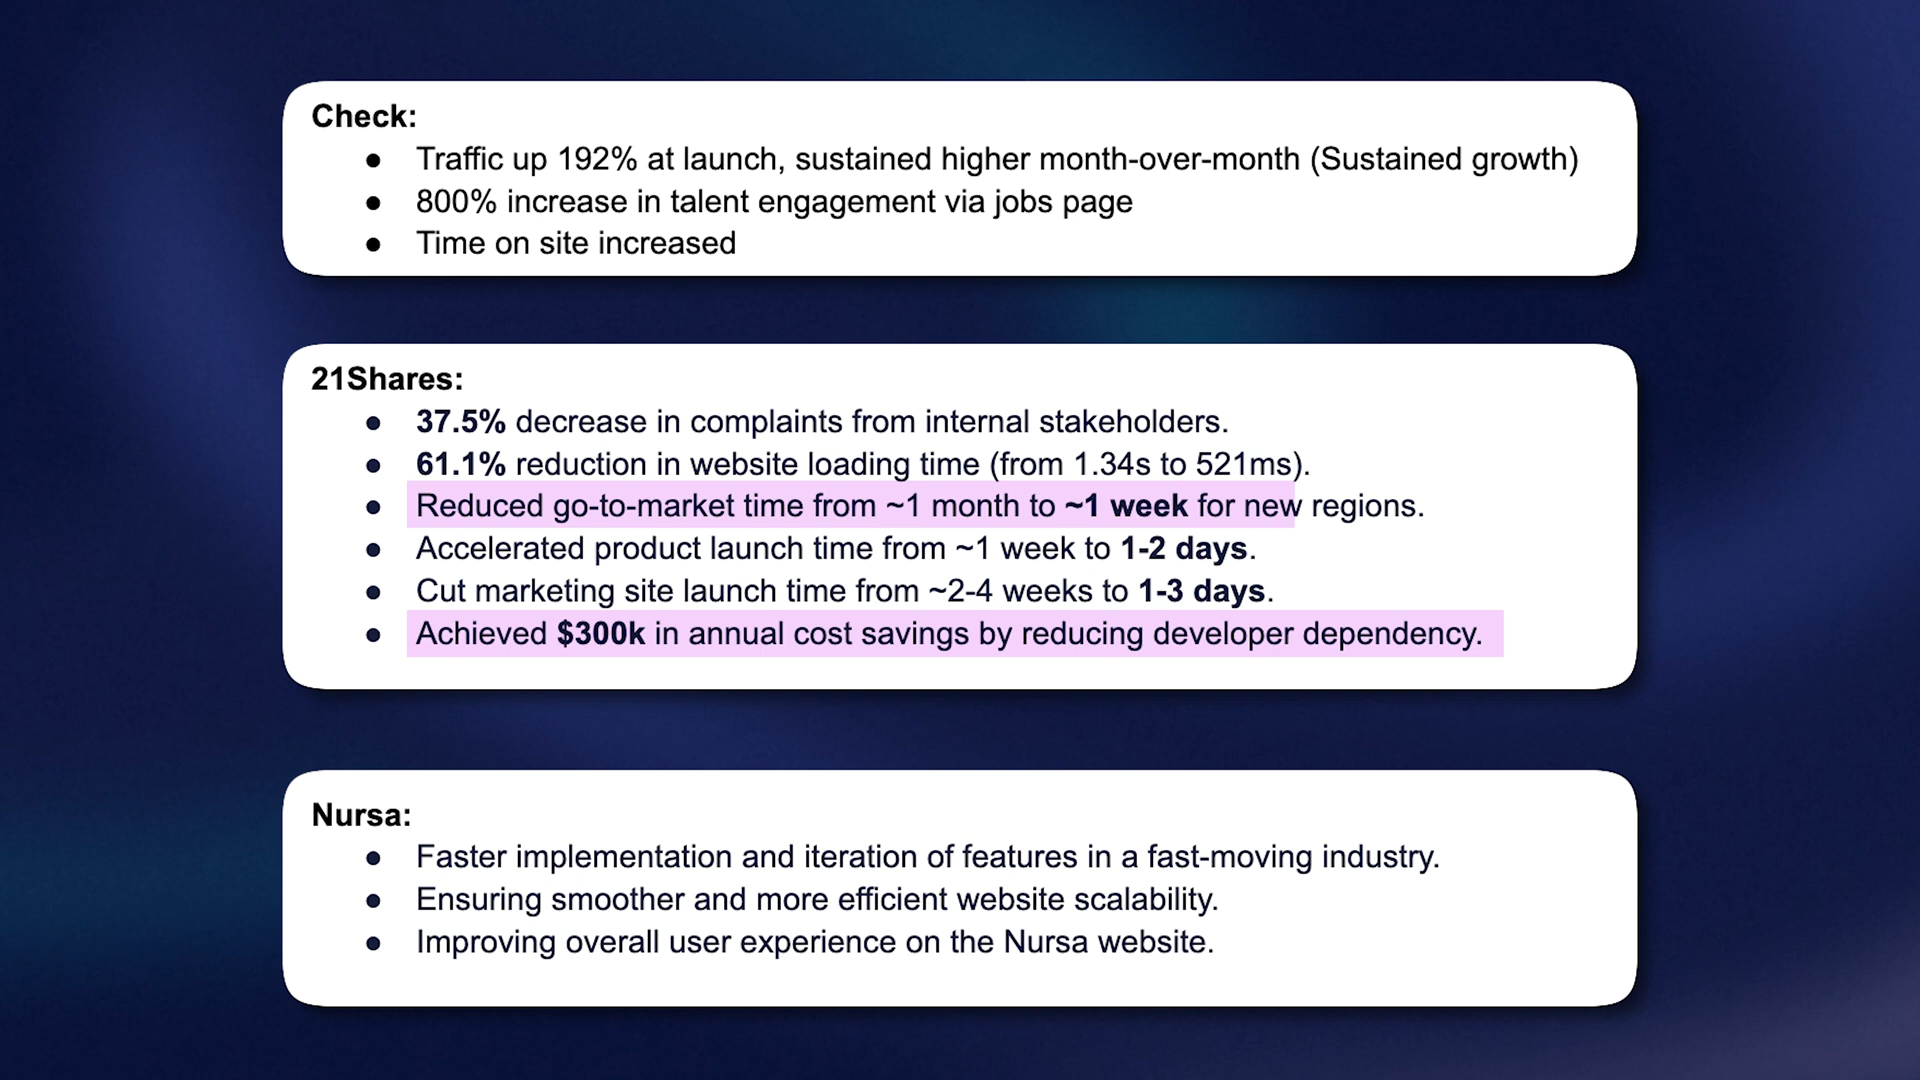 Check:
● Traffic up 192% at launch, sustained higher month-over-month (Sustained growth)
● 800% increase in talent engagement via jobs page
● Time on site increased
21Shares:
● 37.5% decrease in complaints from internal stakeholders.
● 61.1% reduction in website loading time (from 1.34s to 521ms).
● Reduced go-to-market time from ~1 month to ~1 week for new regions.
● Accelerated product launch time from ~1 week to 1-2 days.
● Cut marketing site launch time from ~2-4 weeks to 1-3 days.
● Achieved $300k in annual cost savings by reducing developer dependency.
Nursa:
● Faster implementation and iteration of features in a fast-moving industry.
● Ensuring smoother and more efficient website scalability.
● Improving overall user experience on the Nursa website.